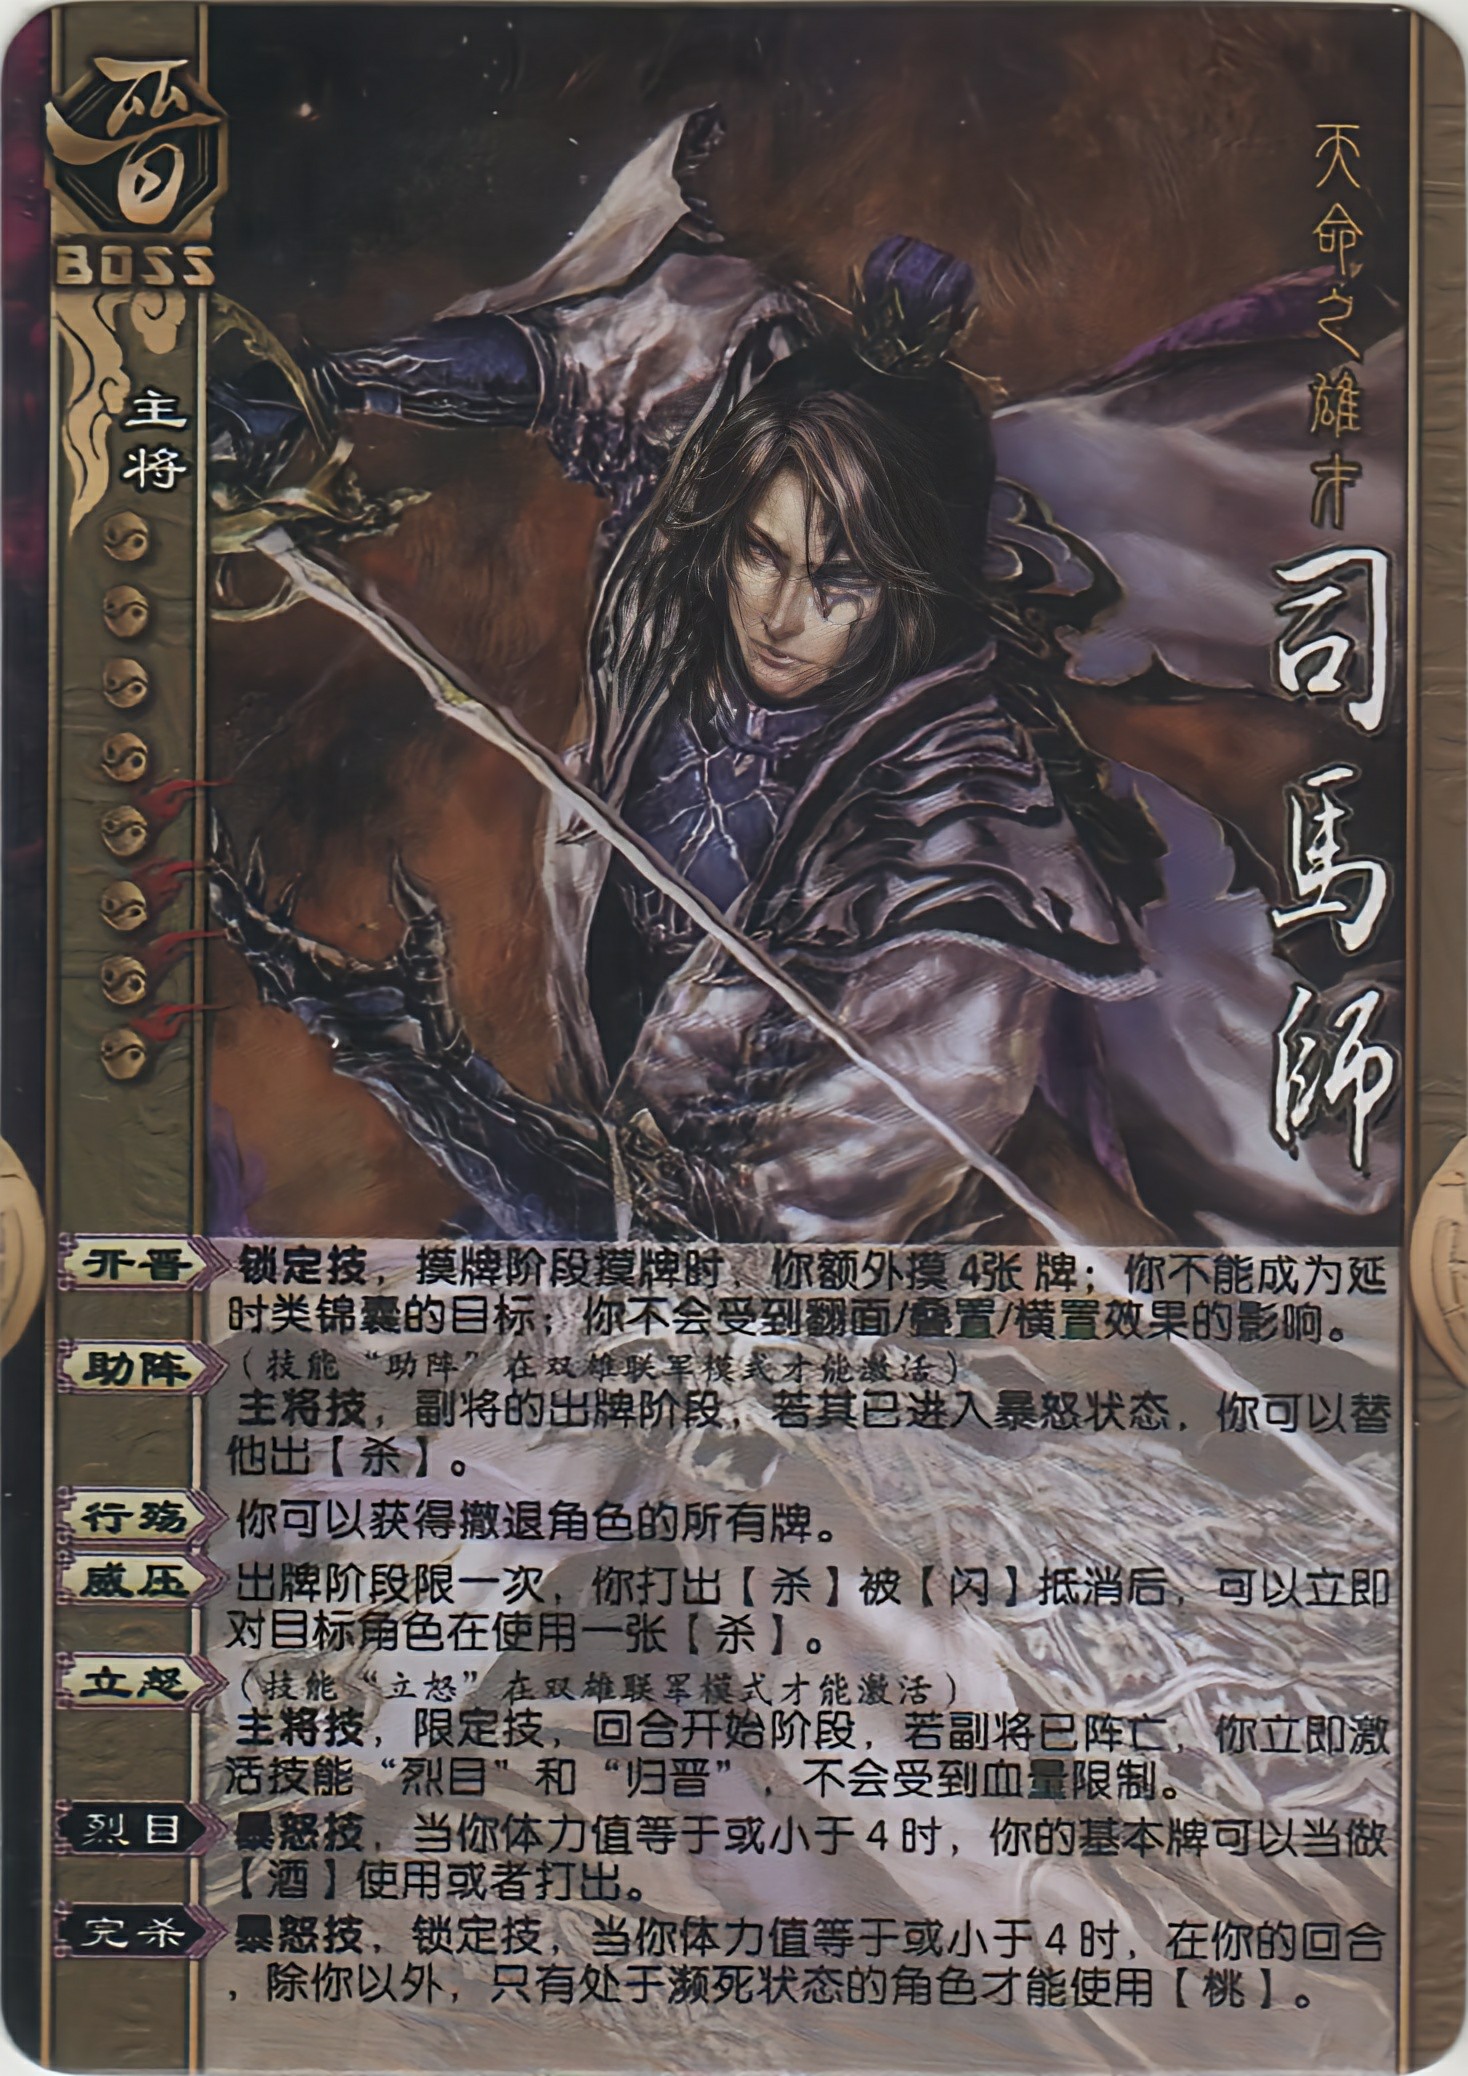 晋
BOSS
主将
天命之雄才
司馬師
开晋
锁定技，摸牌阶段摸牌时，你额外摸4张牌；你不能成为延
时类锦囊的目标；你不会受到翻面/叠置/横置效果的影响。
助阵
（技能“助阵”在双雄联军模式才能激活）
主将技，副将的出牌阶段，若其已进入暴怒状态，你可以替
他出【杀】。
行殇
你可以获得撤退角色的所有牌。
威压
出牌阶段限一次，你打出【杀】被【闪】抵消后，可以立即
对目标角色在使用一张【杀】。
立怒
（技能“立怒”在双雄联军模式才能激活）
主将技，限定技，回合开始阶段，若副将已阵亡，你立即激
活技能“烈目”和“归晋”，不会受到血量限制。
烈目
暴怒技，当你体力值等于或小于4时，你的基本牌可以当做
【酒】使用或者打出。
完杀
暴怒技，锁定技，当你体力值等于或小于4时，在你的回合
，除你以外，只有处于濒死状态的角色才能使用【桃】。